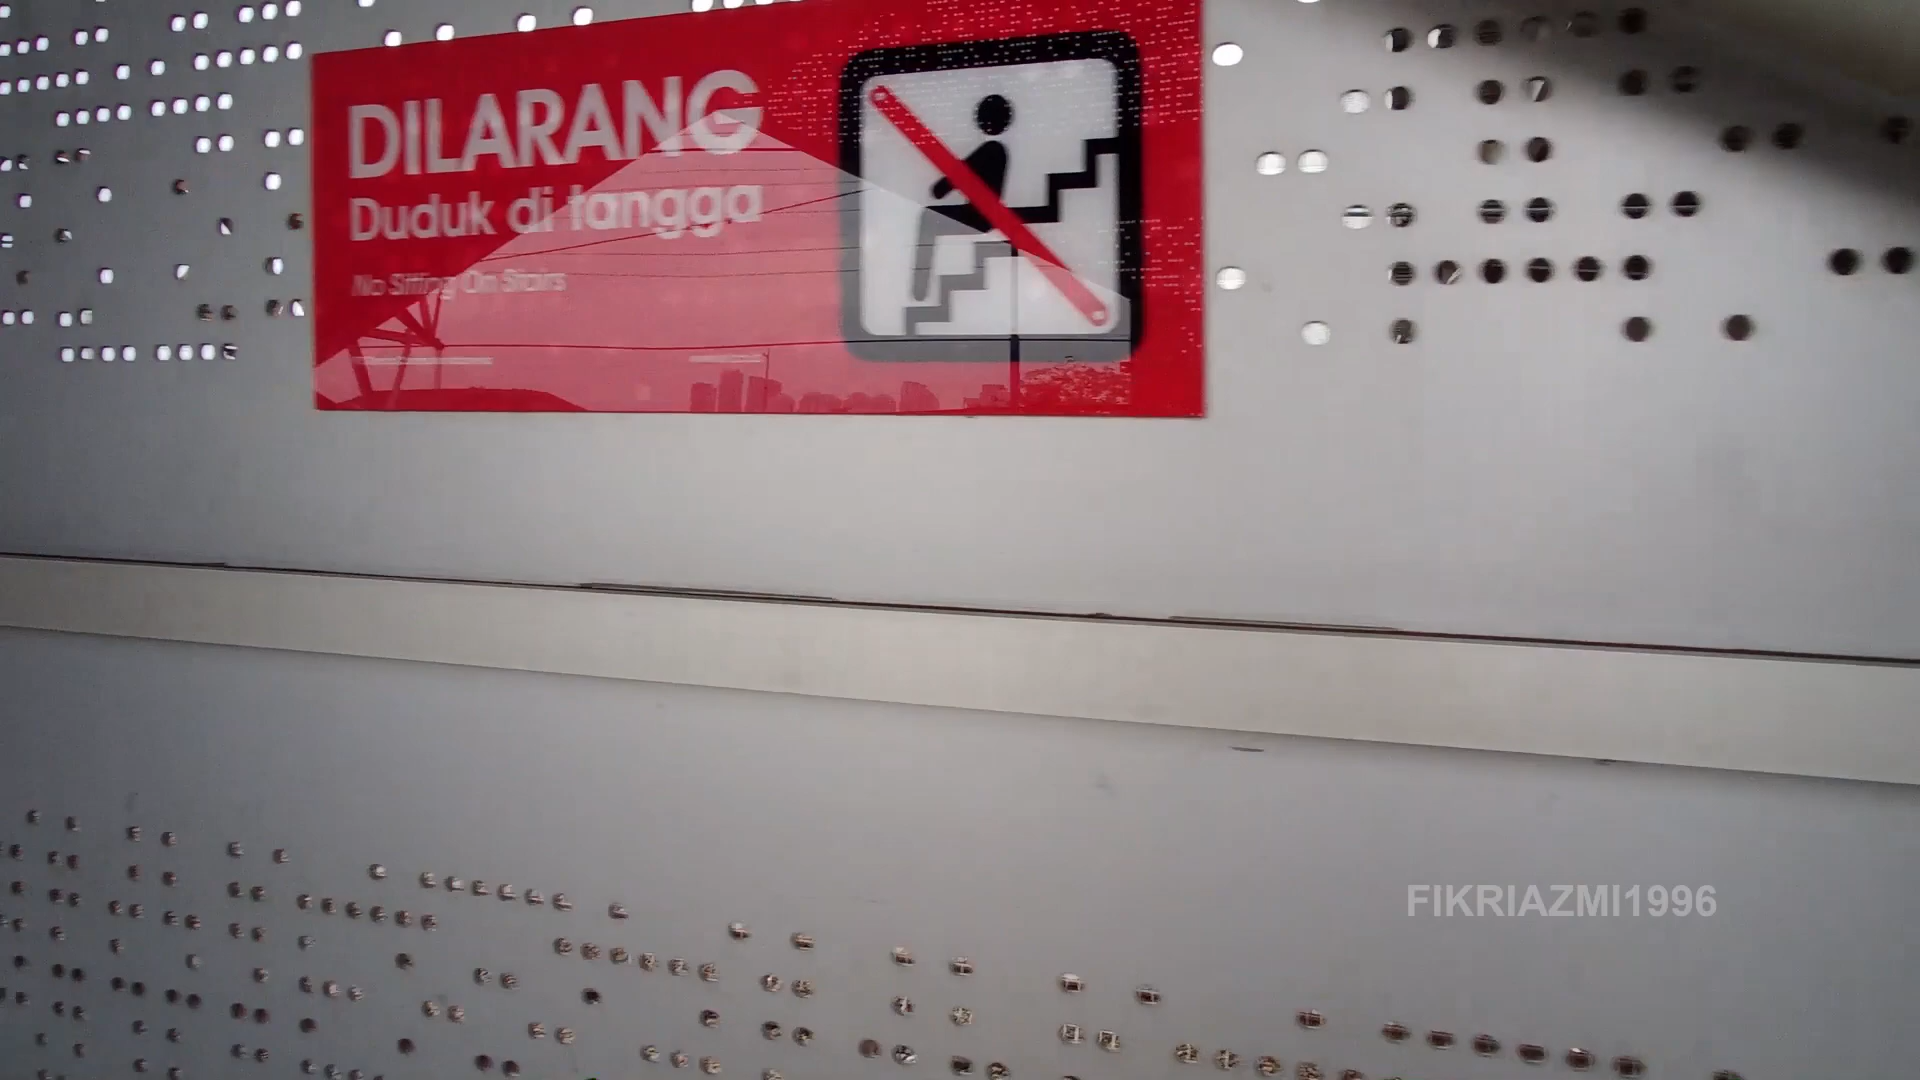 DILARANG
Duduk di tangga
No Sitting On Stairs
FIKRIAZMI1996